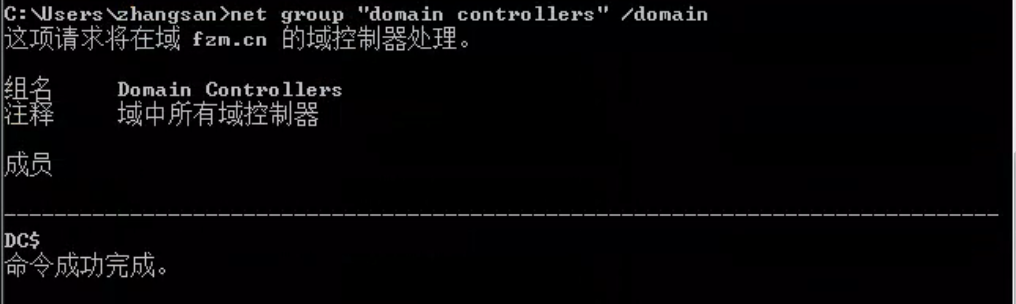 C:\Users\zhangsan>net group "domain controllers" /domain
这项请求将在域 fzm.cn 的域控制器处理。
组名 Domain Controllers
注释 域中所有域控制器
成员
-------------------------------------------------------------------------------
DC$
命令成功完成。